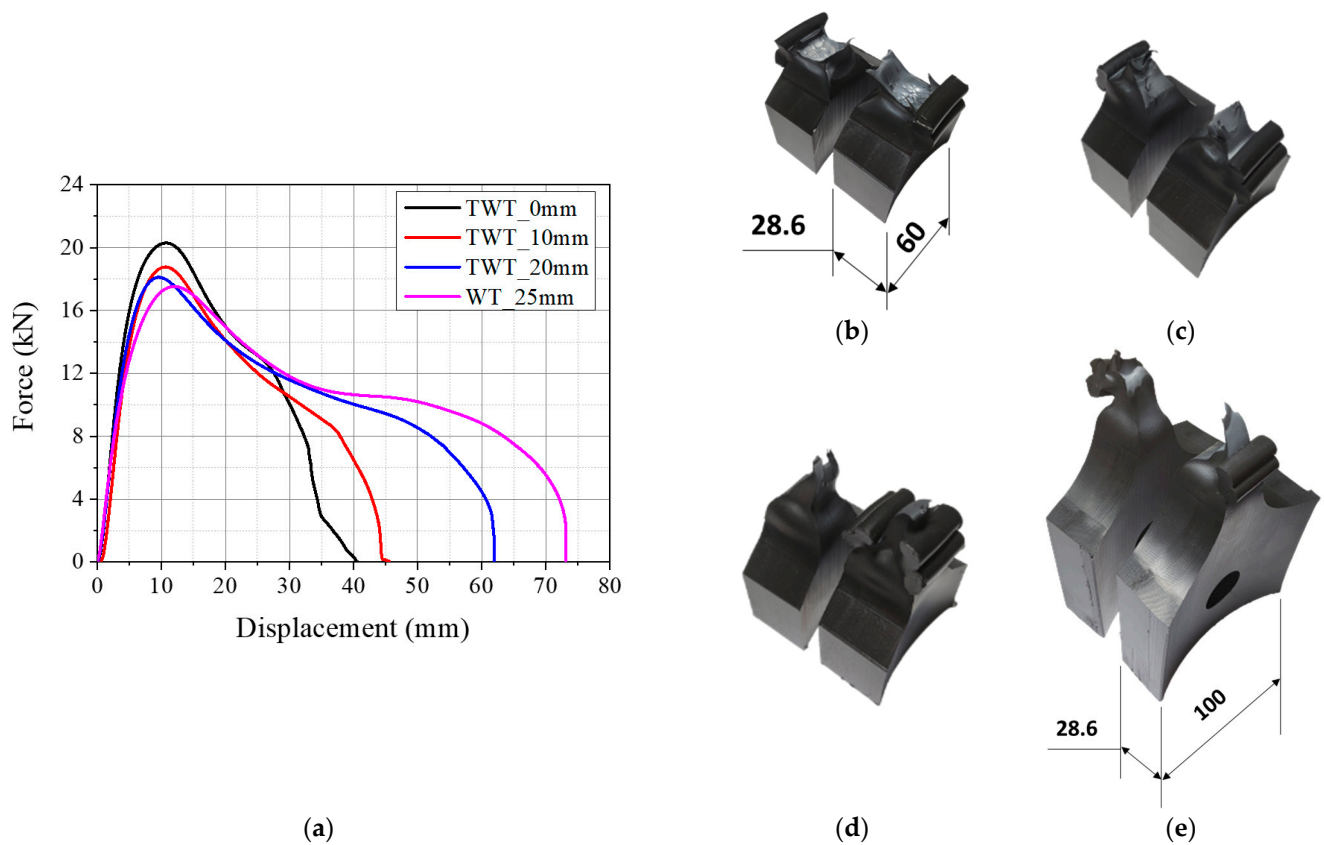 24
20
16
12
8
4
0
Force (kN)
TWT_0mm
TWT_10mm
TWT_20mm
WT_25mm
0 10 20 30 40 50 60 70 80
Displacement (mm)
(a)
28.6
60
(b)
(c)
(d)
28.6
100
(e)